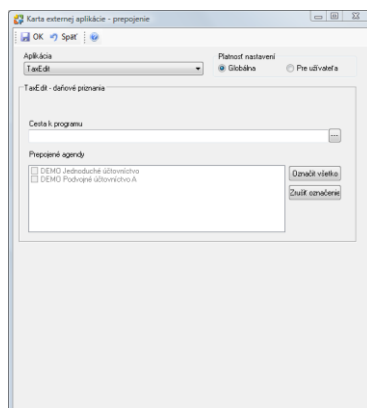 Karta externej aplikácie - prepojenie
OK Späť
Aplikácia
TaxEdit
Platnosť nastavení
Globálna Pre užívateľa
TaxEdit - daňové priznania
Cesta k programu
...
Prepojené agendy
DEMO Jednoduché účtovníctvo
DEMO Podvojné účtovníctvo A
Označiť všetko
Zrušiť označenie